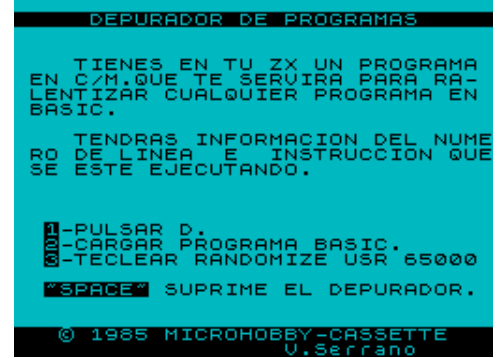 DEPURADOR DE PROGRAMAS
TIENES EN TU ZX UN PROGRAMA
EN C/M.QUE TE SERVIRA PARA RA-
LENTIZAR CUALQUIER PROGRAMA EN
BASIC.
TENDRAS INFORMACION DEL NUME
RO DE LINEA E INSTRUCCION QUE
SE ESTE EJECUTANDO.
1-PULSAR D.
2-CARGAR PROGRAMA BASIC.
3-TECLEAR RANDOMIZE USR 65000
"SPACE" SUPRIME EL DEPURADOR.
© 1985 MICROHOBBY-CASSETTE
V.Serrano